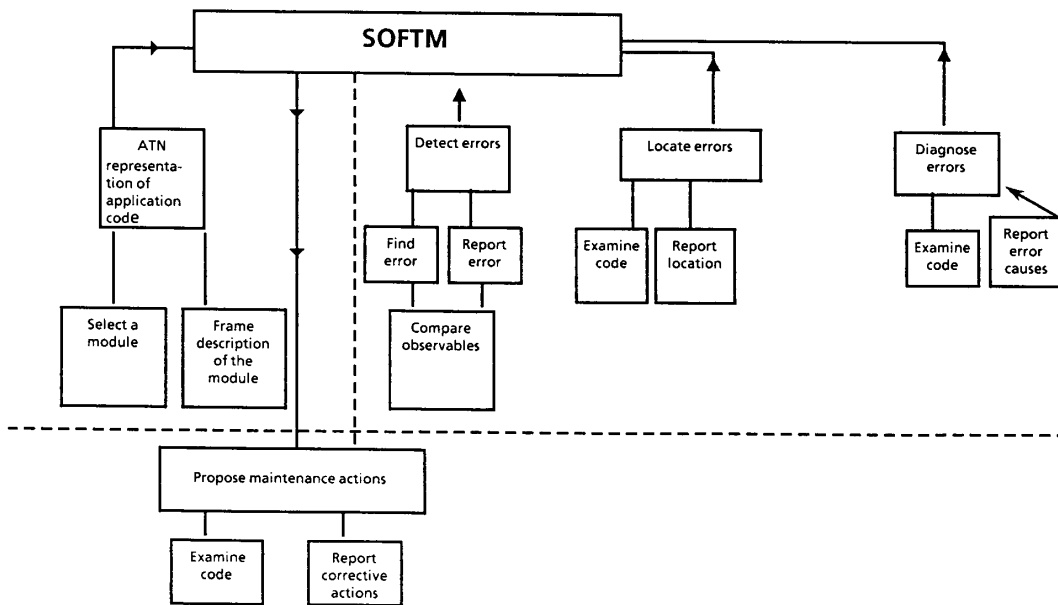 SOFTM
ATN
representa-
tion of
application
code
Detect errors
Locate errors
Diagnose
errors
Find
error
Report
error
Examine
code
Report
location
Examine
code
Report
error
causes
Select a
module
Frame
description
of the
module
Compare
observables
Propose maintenance actions
Examine
code
Report
corrective
actions